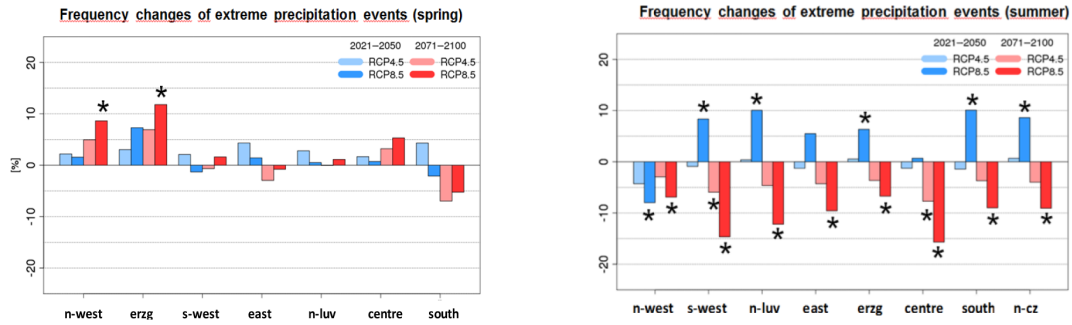 Frequency changes of extreme precipitation events (spring)
2021−2050 2071−2100
RCP4.5 RCP4.5
RCP8.5 RCP8.5
20
10
0
-10
-20
[%]
* *
n-west erzg s-west east n-luv centre south
Frequency changes of extreme precipitation events (summer)
2021−2050 2071−2100
RCP4.5 RCP4.5
RCP8.5 RCP8.5
20
10
0
-10
-20
* * * * *
* * * * * * * * * *
n-west s-west n-luv east erzg centre south n-cz